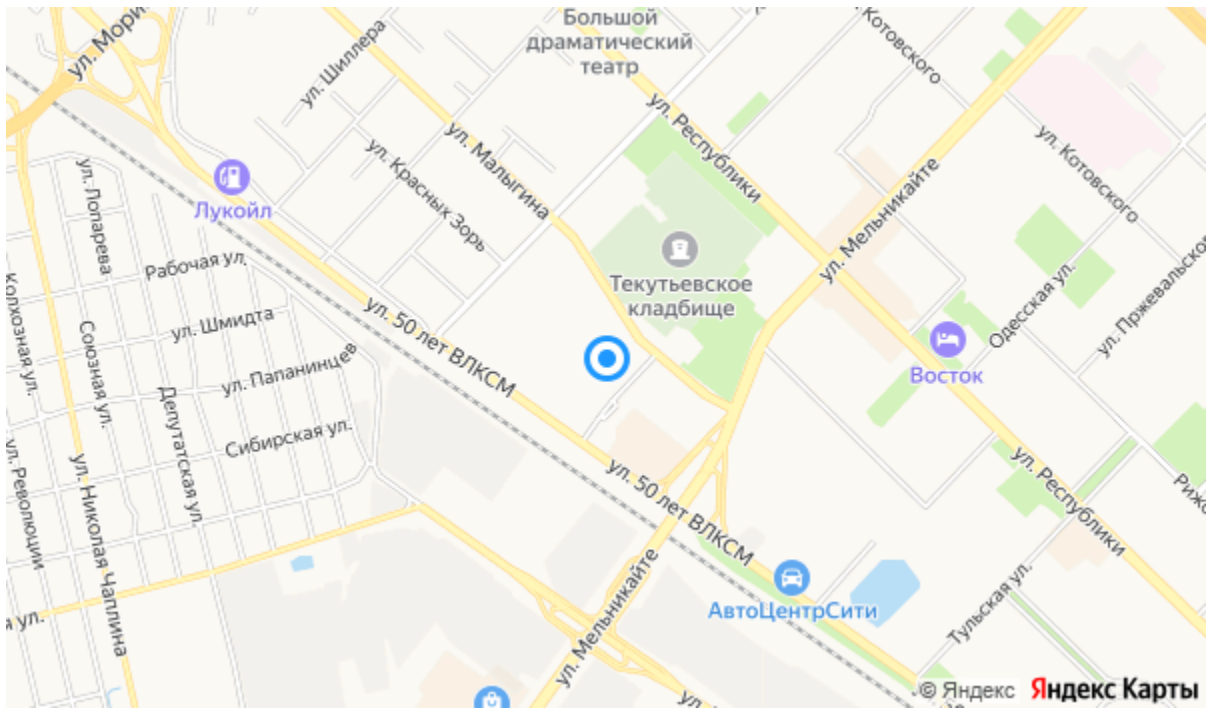 Большой
драматический
театр
ул. Мори
ул. Шиллера
Котовского
ул. Республики
ул. Малыгина
ул. Красных Зорь
ул. Котовского
ул. Мельникайте
ул. Лопарева
Лукойл
Рабочая ул.
Текутьевское
кладбище
Одесская ул.
ул. Пржевальского
Колхозная ул.
Союзная ул.
ул. Шмидта
ул. 50 лет ВЛКСМ
Восток
ул. Папанинцев
Депутатская ул.
Сибирская ул.
ул. Революции
ул. Николая Чаплина
ул. 50 лет ВЛКСМ
ул. Республики
Рижс
АвтоЦентрСити
Тульская ул.
я ул.
ул. Мельникайте
ул.
© Яндекс Яндекс Карты